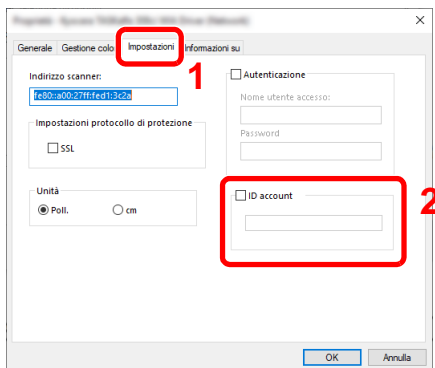 Generale Gestione colo Impostazioni Informazioni su
1
Indirizzo scanner:
fe80::a00:27ff:fed1:3c2a
Impostazioni protocollo di protezione
SSL
Unità
Poll. cm
Autenticazione
Nome utente accesso:
Password
ID account
2
OK Annulla